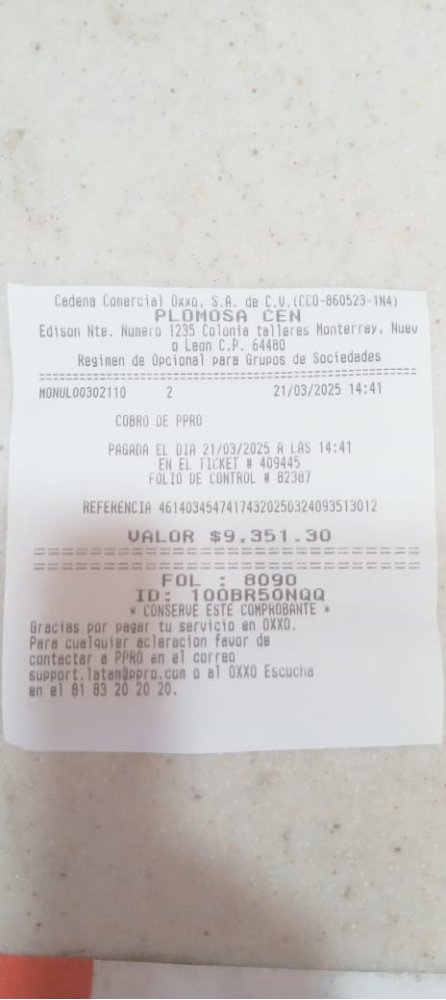 Cadena Comercial Oxxo, S.A. de C.V.(CCO-860523-1N4)
PLOMOSA CEN
Edison Nte. Numero 1235 Colonia talleres Monterrey, Nuev
o Leon C.P. 64480
Regimen de Opcional para Grupos de Sociedades
MONUL00302110 2 21/03/2025 14:41
COBRO DE PPRO
PAGADA EL DIA 21/03/2025 A LAS 14:41
EN EL TICKET # 409445
FOLIO DE CONTROL # 82387
REFERENCIA 46140345474174320250324093513012
VALOR $9,351.30
FOL : 8090
ID: 100BR50NQQ
* CONSERVE ESTE COMPROBANTE *
Gracias por pagar tu servicio en OXXO.
Para cualquier aclaracion favor de
contactar a PPRO en el correo
support.latam@ppro.com o al OXXO Escucha
en el 81 83 20 20 20.